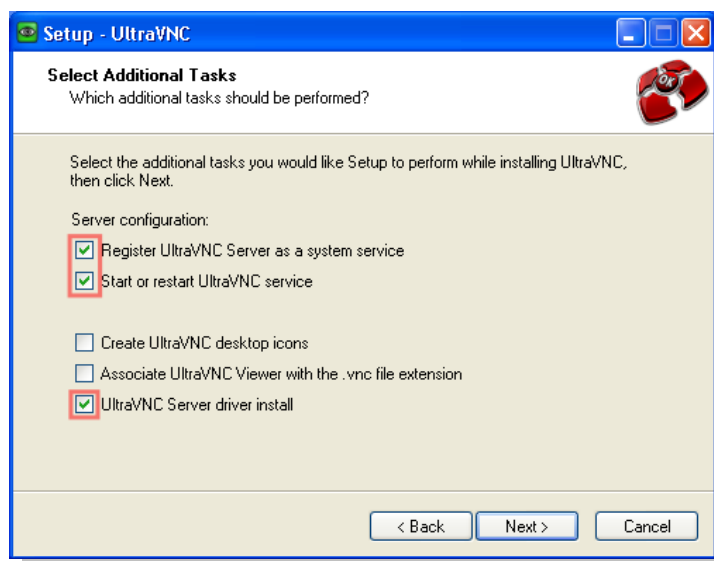 Setup - UltraVNC
Select Additional Tasks
Which additional tasks should be performed?
OK
Select the additional tasks you would like Setup to perform while installing UltraVNC,
then click Next.
Server configuration:
Register UltraVNC Server as a system service
Start or restart UltraVNC service
Create UltraVNC desktop icons
Associate UltraVNC Viewer with the .vnc file extension
UltraVNC Server driver install
< Back Next > Cancel